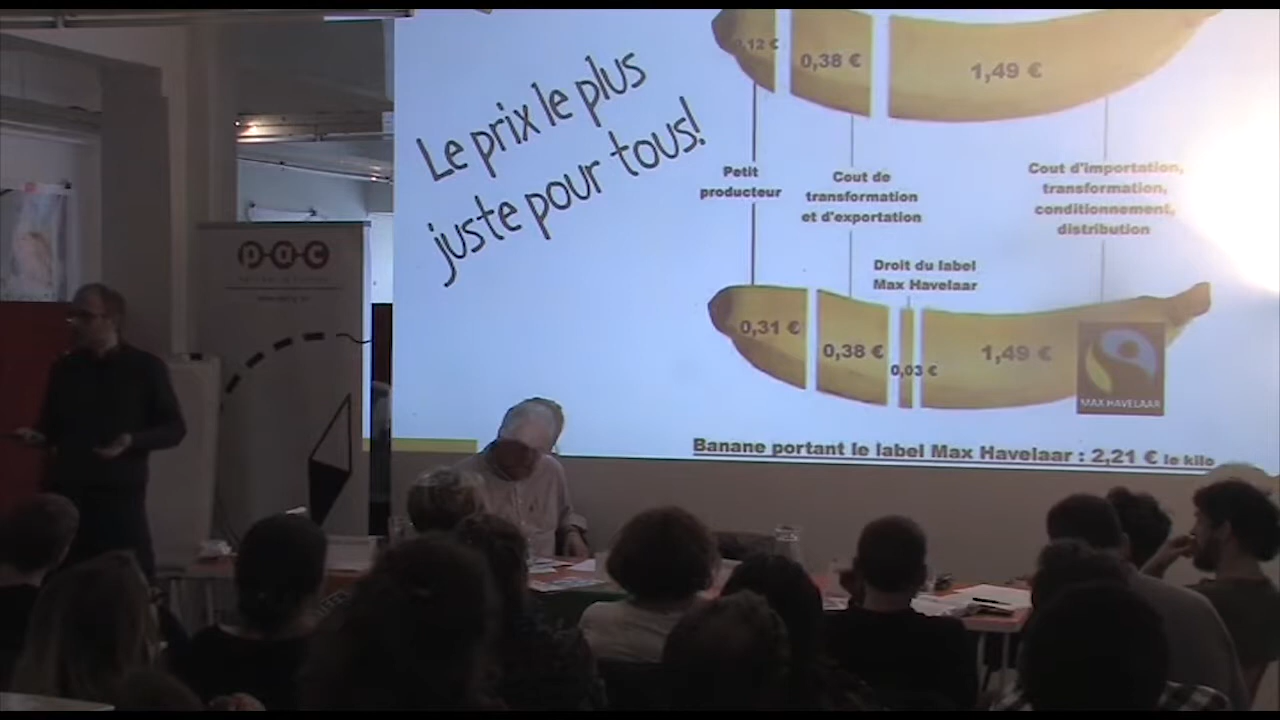 0,12 €
0,38 €
1,49 €
Le prix le plus
juste pour tous!
Petit
producteur
Cout de
transformation
et d'exportation
Cout d'importation,
transformation,
conditionnement,
distribution
Droit du label
Max Havelaar
0,31 €
0,38 €
0,03 €
1,49 €
MAX HAVELAAR
Banane portant le label Max Havelaar : 2,21 € le kilo
p-a-c